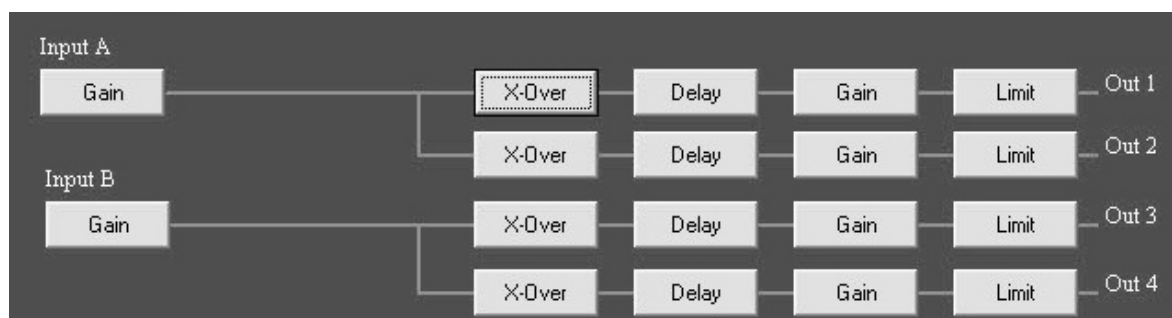 Input A
Gain X-Over Delay Gain Limit Out 1
X-Over Delay Gain Limit Out 2
Input B
Gain X-Over Delay Gain Limit Out 3
X-Over Delay Gain Limit Out 4